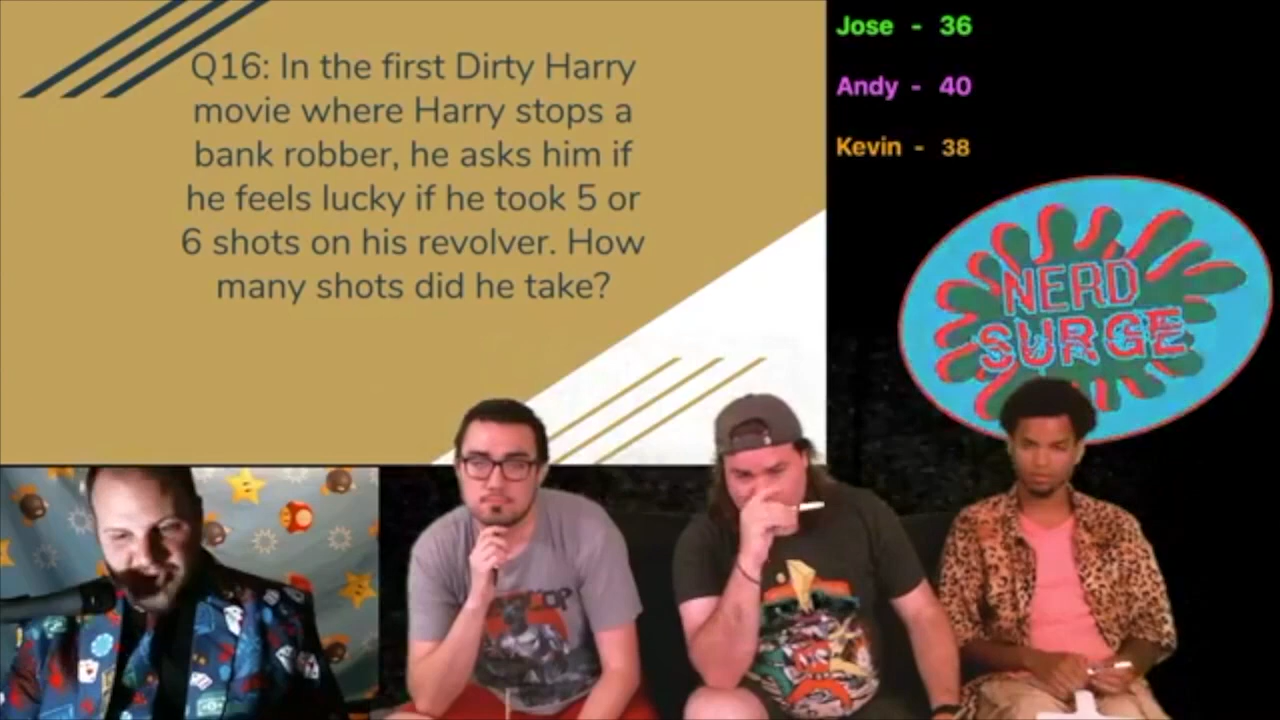 Q16: In the first Dirty Harry
movie where Harry stops a
bank robber, he asks him if
he feels lucky if he took 5 or
6 shots on his revolver. How
many shots did he take?
Jose - 36
Andy - 40
Kevin - 38
NERD
SURGE